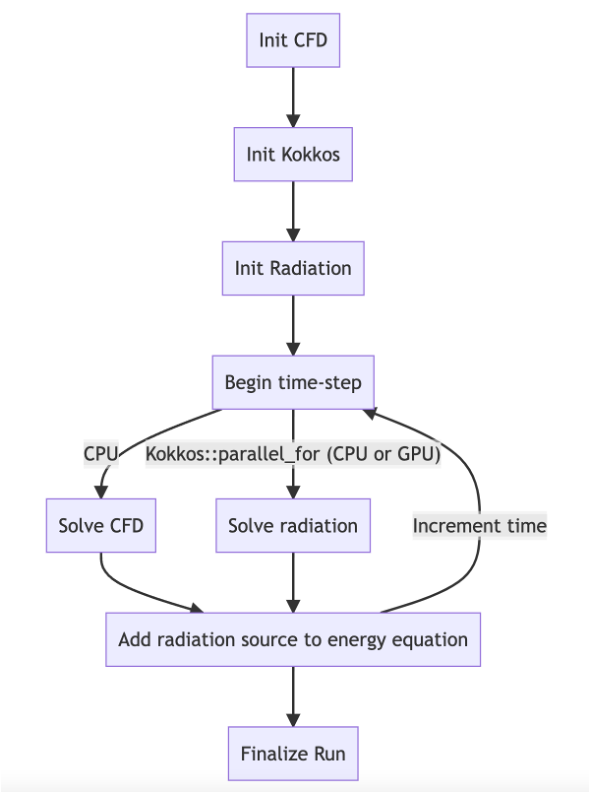 Init CFD
Init Kokkos
Init Radiation
Begin time-step
CPU
Kokkos::parallel_for (CPU or GPU)
Solve CFD
Solve radiation
Increment time
Add radiation source to energy equation
Finalize Run